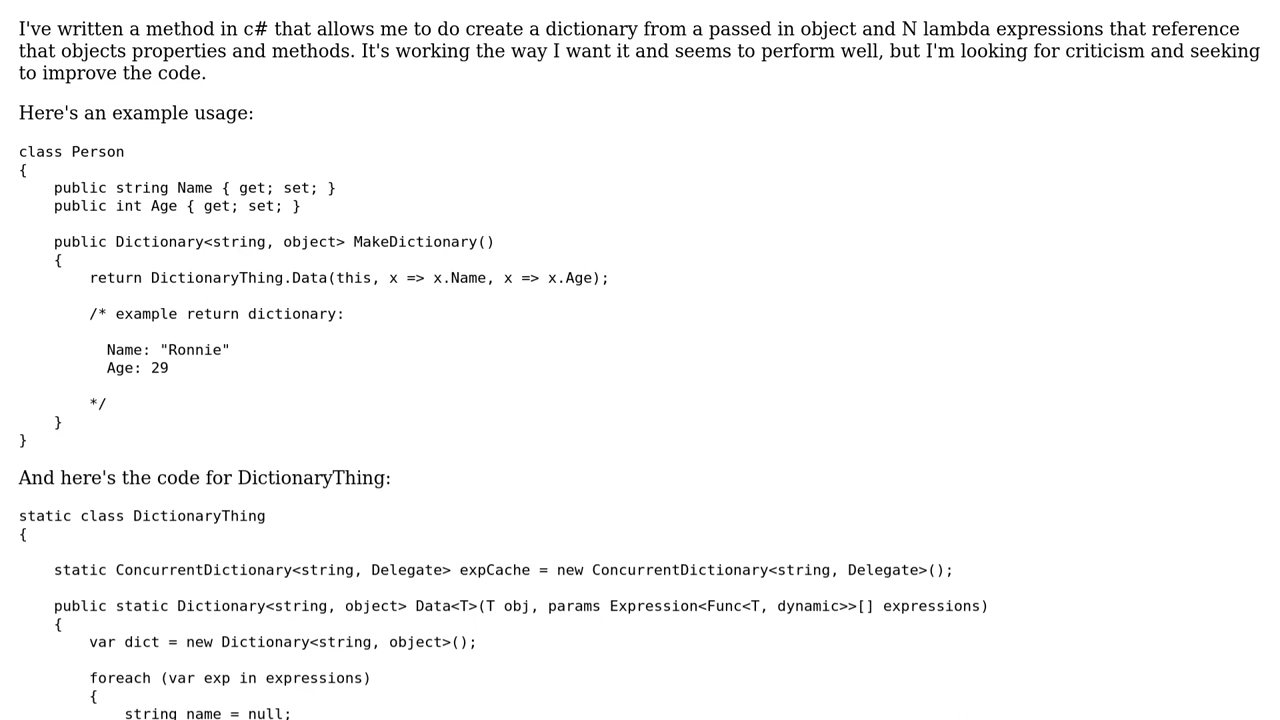 I've written a method in c# that allows me to do create a dictionary from a passed in object and N lambda expressions that reference
that objects properties and methods. It's working the way I want it and seems to perform well, but I'm looking for criticism and seeking
to improve the code.
Here's an example usage:
class Person
{
    public string Name { get; set; }
    public int Age { get; set; }
    public Dictionary<string, object> MakeDictionary()
    {
        return DictionaryThing.Data(this, x => x.Name, x => x.Age);
        /* example return dictionary:
          Name: "Ronnie"
          Age: 29
        */
    }
}
And here's the code for DictionaryThing:
static class DictionaryThing
{
    static ConcurrentDictionary<string, Delegate> expCache = new ConcurrentDictionary<string, Delegate>();
    public static Dictionary<string, object> Data<T>(T obj, params Expression<Func<T, dynamic>>[] expressions)
    {
        var dict = new Dictionary<string, object>();
        foreach (var exp in expressions)
        {
            string name = null;